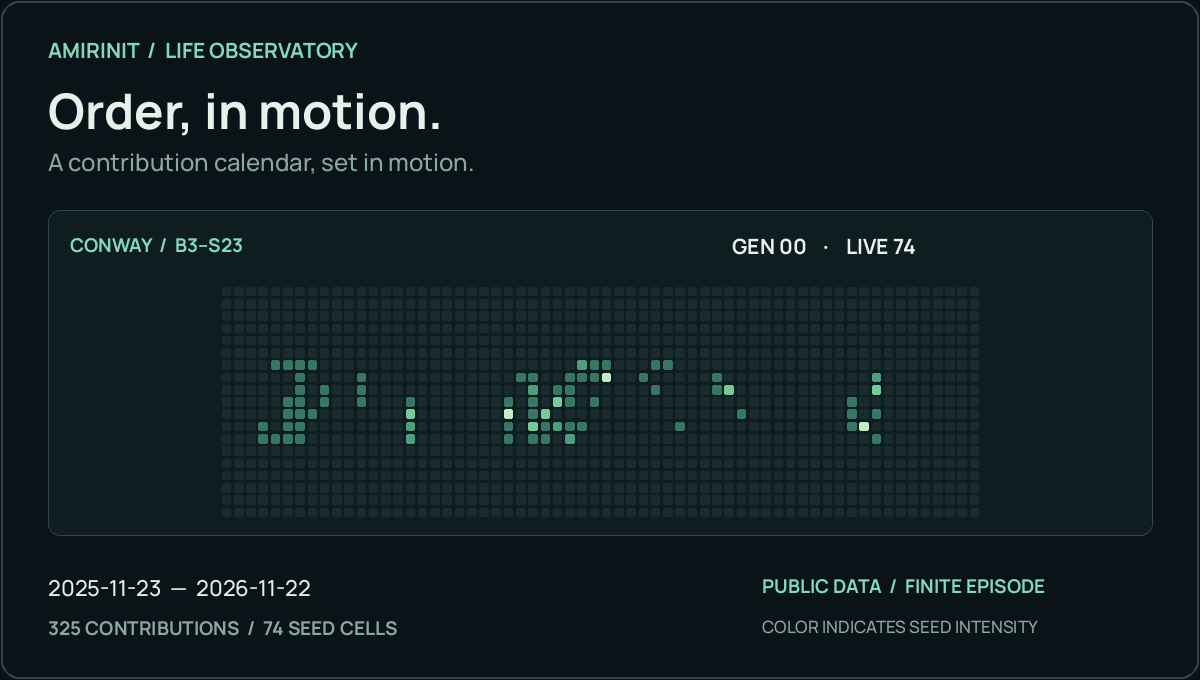 AMIRINIT / LIFE OBSERVATORY
Order, in motion.
A contribution calendar, set in motion.
CONWAY / B3–S23
GEN 00 · LIVE 74
2025-11-23 — 2026-11-22
325 CONTRIBUTIONS / 74 SEED CELLS
PUBLIC DATA / FINITE EPISODE
COLOR INDICATES SEED INTENSITY